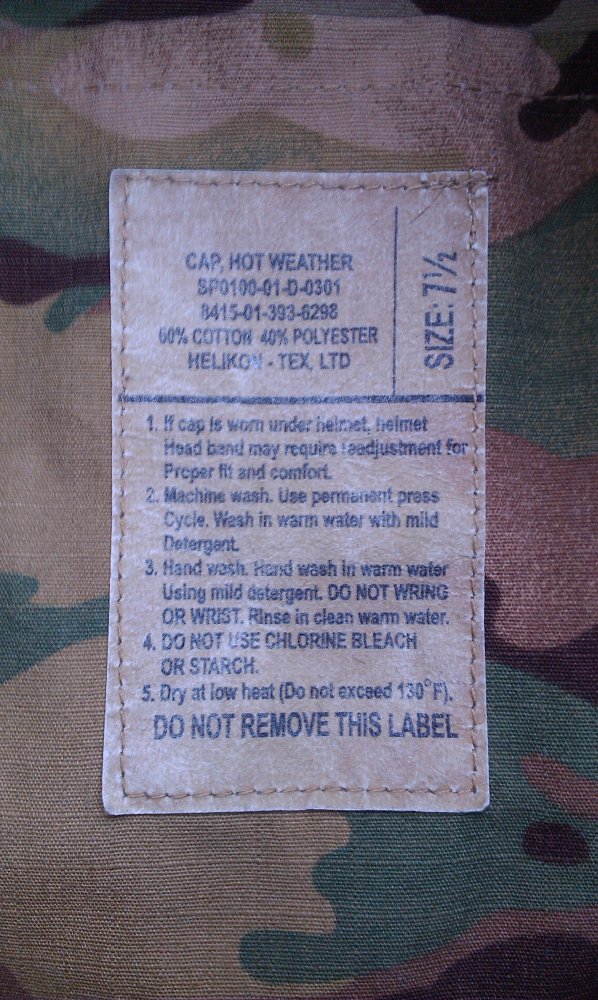 CAP, HOT WEATHER
SP0100-01-D-0301
8415-01-393-6298
60% COTTON 40% POLYESTER
HELIKON - TEX, LTD
SIZE: 7½
1. If cap is worn under helmet, helmet
Head band may require readjustment for
Proper fit and comfort.
2. Machine wash. Use permanent press
Cycle. Wash in warm water with mild
Detergent.
3. Hand wash. Hand wash in warm water
Using mild detergent. DO NOT WRING
OR WRIST. Rinse in clean warm water.
4. DO NOT USE CHLORINE BLEACH
OR STARCH.
5. Dry at low heat (Do not exceed 130°F).
DO NOT REMOVE THIS LABEL